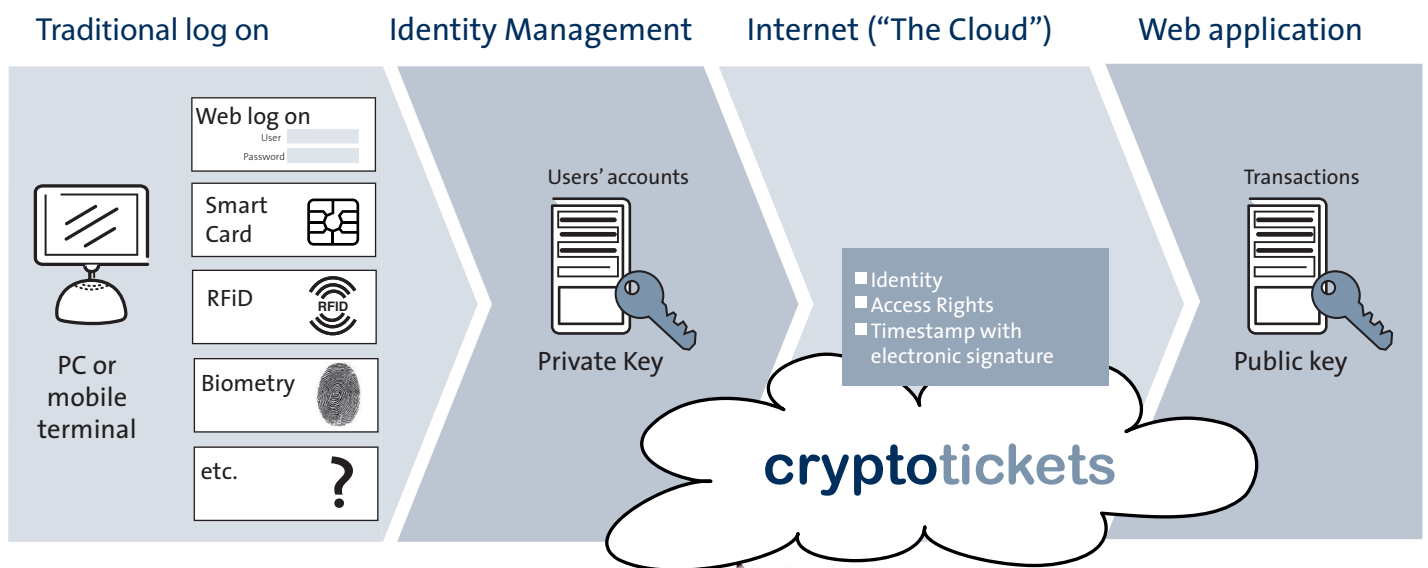 Traditional log on
Identity Management
Internet (“The Cloud”)
Web application
Web log on
User
Password
Smart
Card
RFiD
RFID
Biometry
etc.
?
PC or
mobile
terminal
Users’ accounts
Private Key
Identity
Access Rights
Timestamp with
electronic signature
cryptotickets
Transactions
Public key